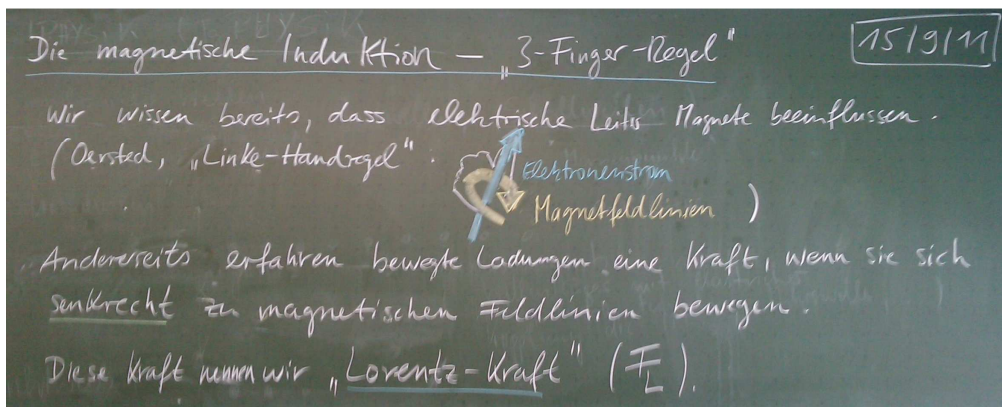 Die magnetische Induktion – „3-Finger-Regel"
15/9/11
Wir wissen bereits, dass elektrische Leiter Magnete beeinflussen.
(Oersted, „Linke-Handregel".
Elektronenstrom
Magnetfeldlinien )
Andererseits erfahren bewegte Ladungen eine Kraft, wenn sie sich
senkrecht zu magnetischen Feldlinien bewegen.
Diese Kraft nennen wir „Lorentz-Kraft" (F_L).